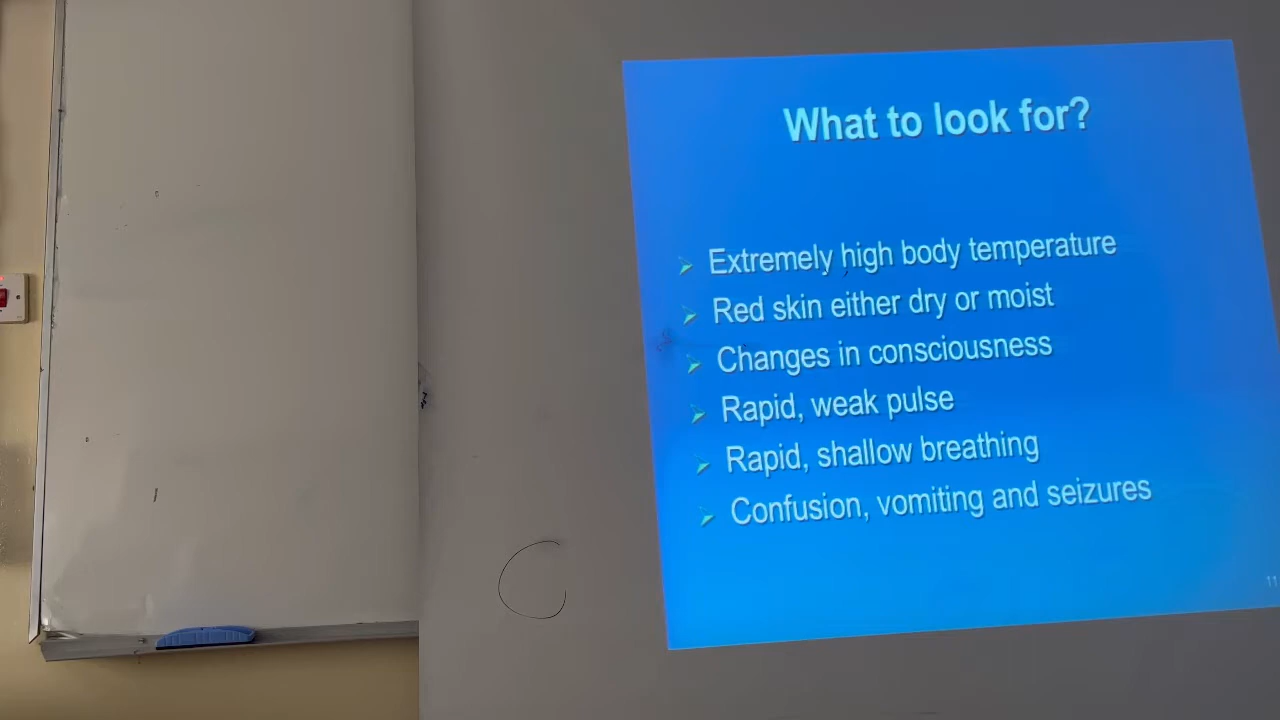 What to look for?
Extremely high body temperature
Red skin either dry or moist
Changes in consciousness
Rapid, weak pulse
Rapid, shallow breathing
Confusion, vomiting and seizures
11